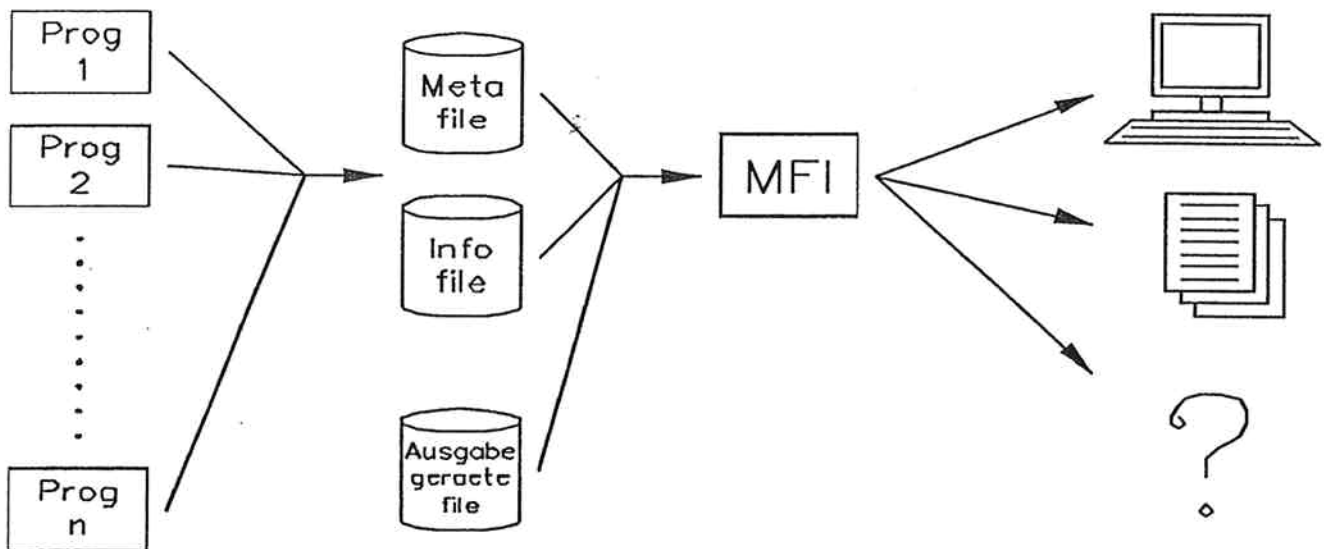 Prog
1
Prog
2
Prog
n
Meta
file
Info
file
Ausgabe
geraete
file
MFI
?